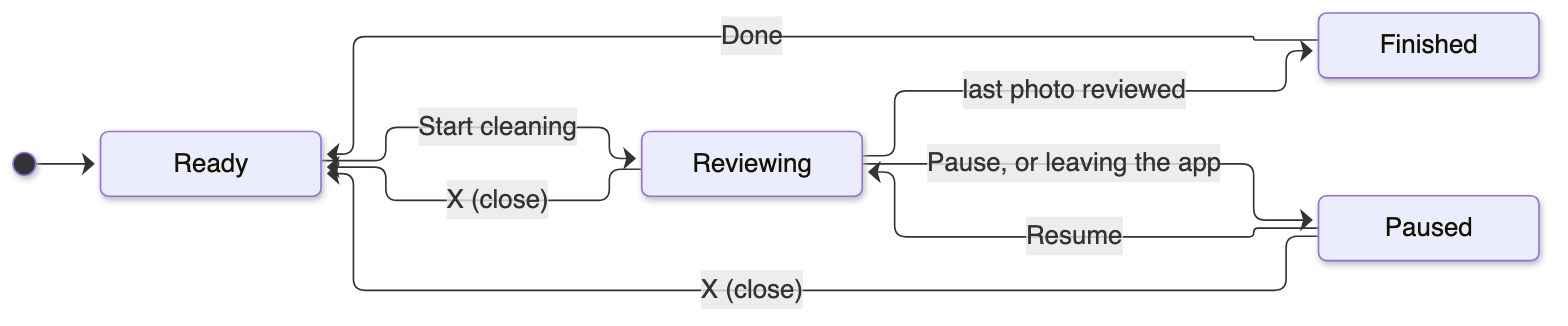 Done
Finished
last photo reviewed
Start cleaning
Ready
Reviewing
Pause, or leaving the app
X (close)
Paused
Resume
X (close)